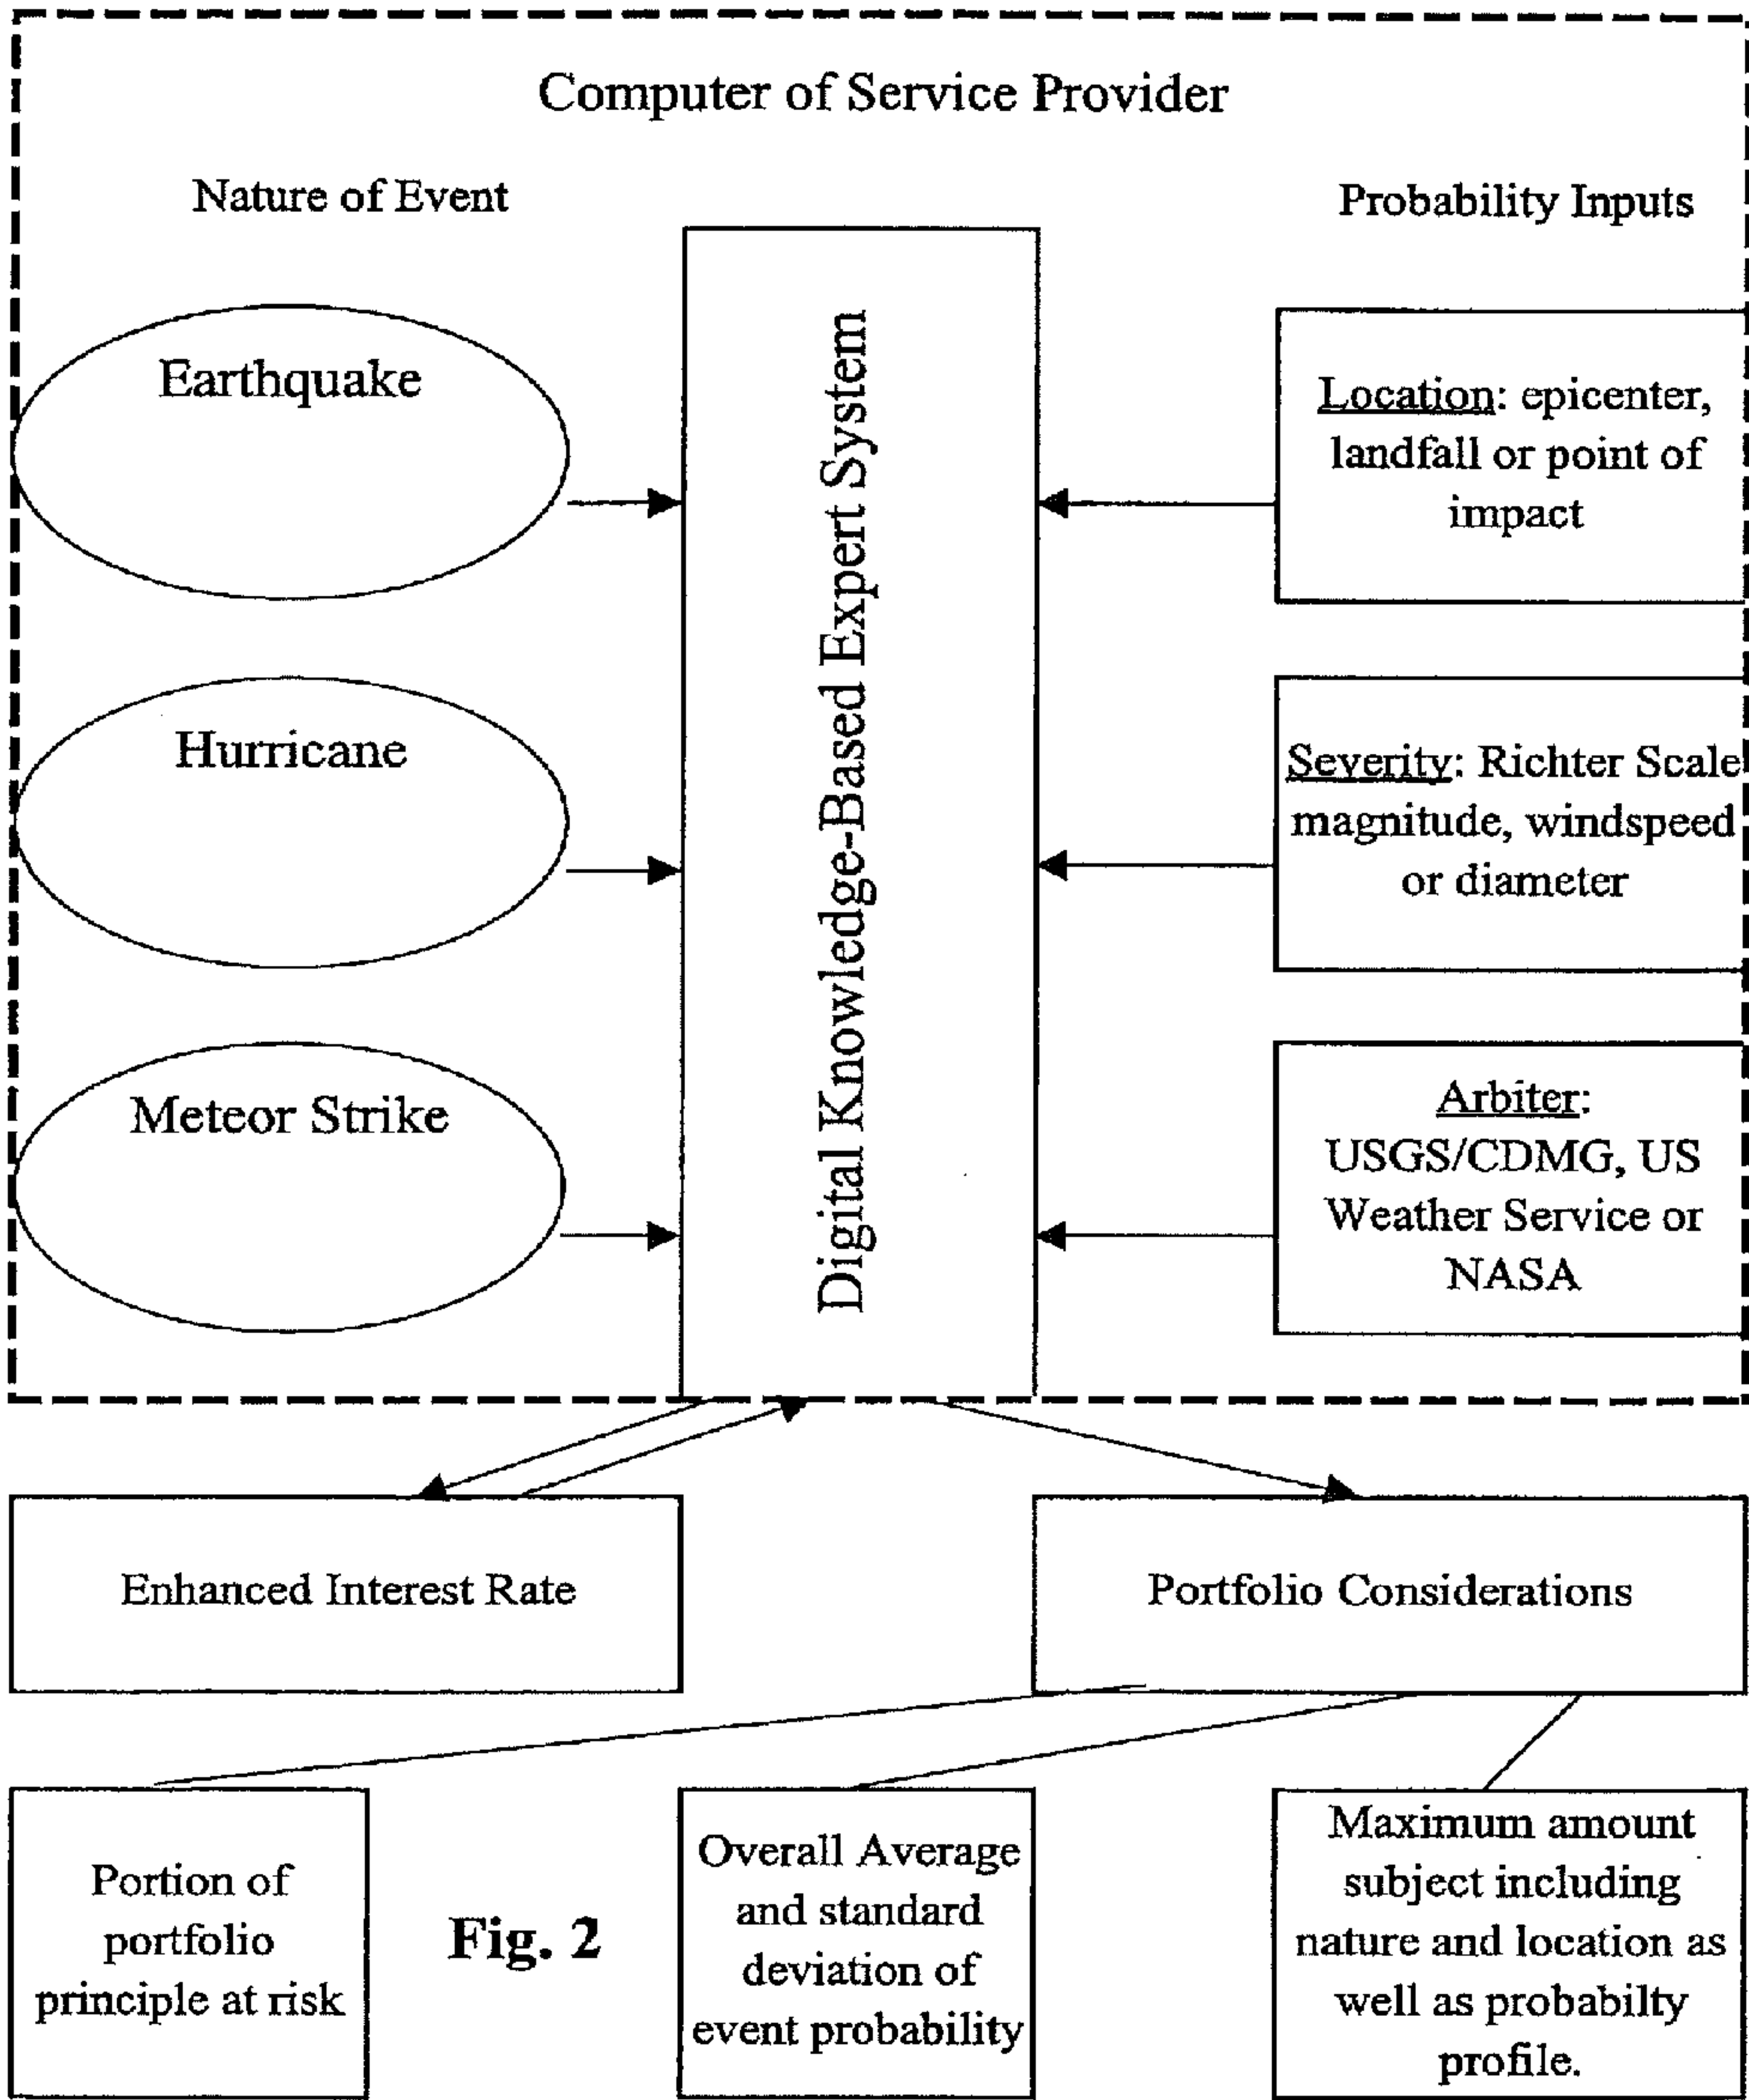 Computer of Service Provider
Nature of Event
Probability Inputs
Earthquake
Hurricane
Meteor Strike
Digital Knowledge-Based Expert System
Location: epicenter,
landfall or point of
impact
Severity: Richter Scale
magnitude, windspeed
or diameter
Arbiter:
USGS/CDMG, US
Weather Service or
NASA
Enhanced Interest Rate
Portfolio Considerations
Portion of
portfolio
principle at risk
Fig. 2
Overall Average
and standard
deviation of
event probability
Maximum amount
subject including
nature and location as
well as probabilty
profile.